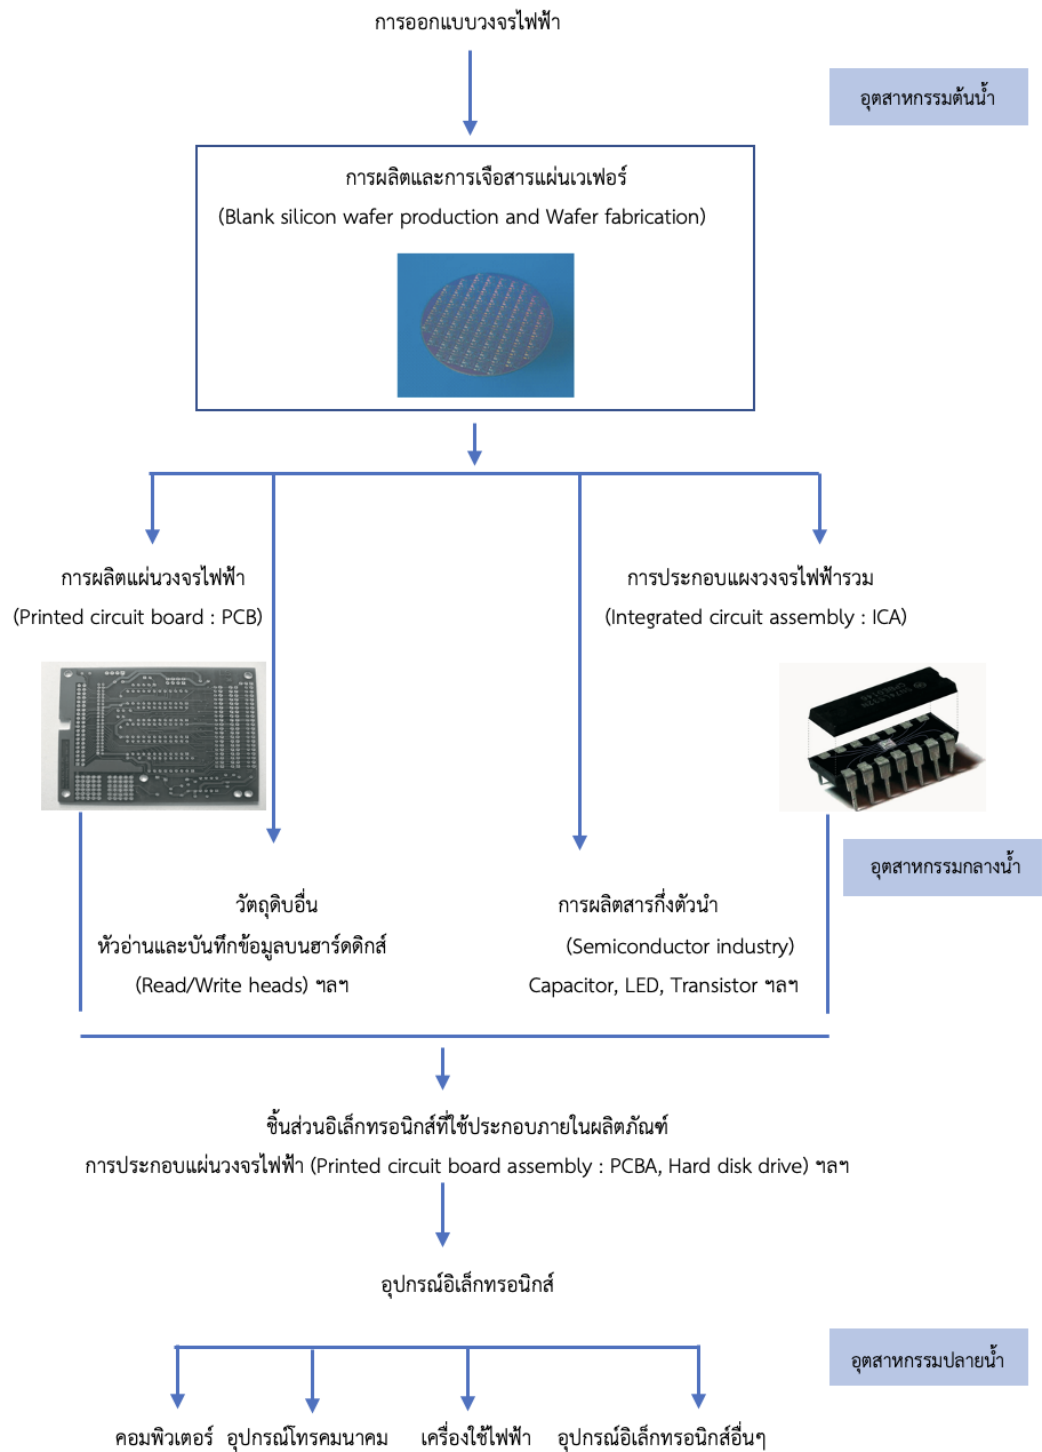 การออกแบบวงจรไฟฟ้า
อุตสาหกรรมต้นน้ำ
การผลิตและการเจือสารแผ่นเวเฟอร์
(Blank silicon wafer production and Wafer fabrication)
การผลิตแผ่นวงจรไฟฟ้า
(Printed circuit board : PCB)
การประกอบแผงวงจรไฟฟ้ารวม
(Integrated circuit assembly : ICA)
อุตสาหกรรมกลางน้ำ
วัตถุดิบอื่น
หัวอ่านและบันทึกข้อมูลบนฮาร์ดดิกส์
(Read/Write heads) ฯลฯ
การผลิตสารกึ่งตัวนำ
(Semiconductor industry)
Capacitor, LED, Transistor ฯลฯ
ชิ้นส่วนอิเล็กทรอนิกส์ที่ใช้ประกอบภายในผลิตภัณฑ์
การประกอบแผ่นวงจรไฟฟ้า (Printed circuit board assembly : PCBA, Hard disk drive) ฯลฯ
อุปกรณ์อิเล็กทรอนิกส์
อุตสาหกรรมปลายน้ำ
คอมพิวเตอร์
อุปกรณ์โทรคมนาคม
เครื่องใช้ไฟฟ้า
อุปกรณ์อิเล็กทรอนิกส์อื่นๆ